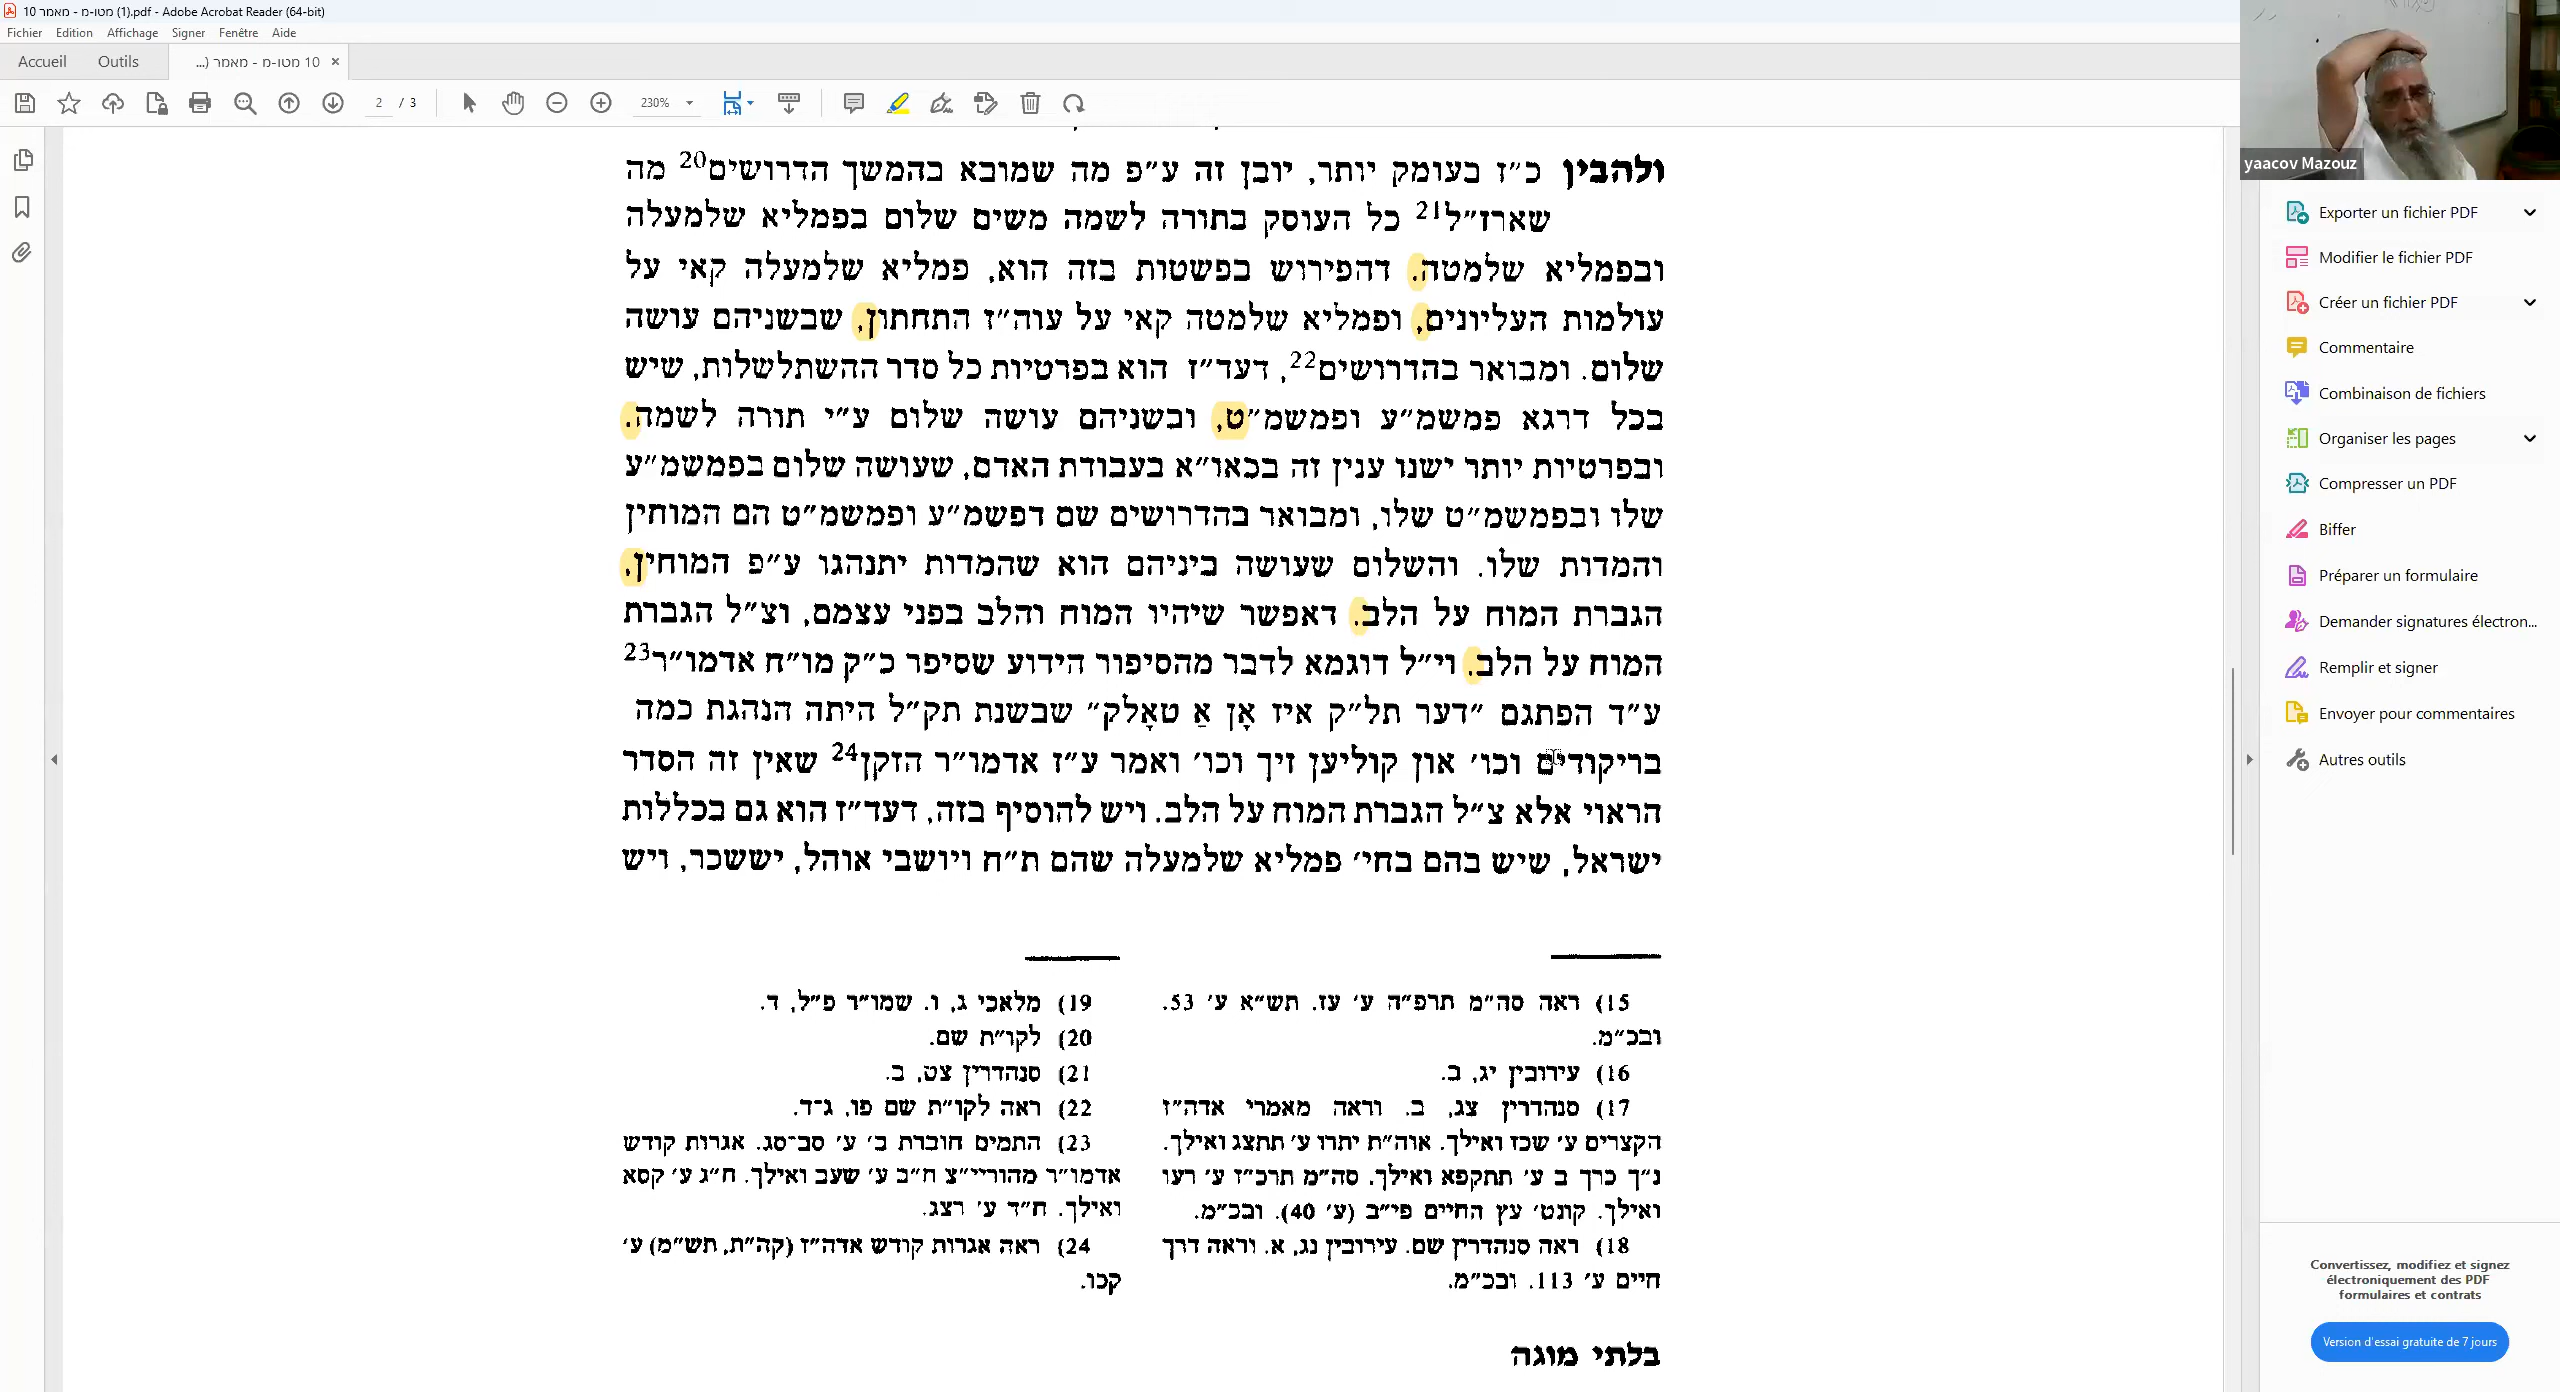 10 מטו-מ - מאמר (1).pdf - Adobe Acrobat Reader (64-bit)
Fichier Edition Affichage Signer Fenêtre Aide
Accueil Outils 10 מטו-מ - מאמר (... ×
2 / 3 230%
yaacov Mazouz
ולהבין כ״ז בעומק יותר, יובן זה ע״פ מה שמובא בהמשך הדרושים20 מה
שארז״ל21 כל העוסק בתורה לשמה משים שלום בפמליא שלמעלה
ובפמליא שלמטה. דהפירוש בפשטות בזה הוא, פמליא שלמעלה קאי על
עולמות העליונים, ופמליא שלמטה קאי על עוה״ז התחתון, שבשניהם עושה
שלום. ומבואר בהדרושים22, דעד״ז הוא בפרטיות כל סדר ההשתלשלות, שיש
בכל דרגא פמשמ״ע ופמשמ״ט, ובשניהם עושה שלום ע״י תורה לשמה.
ובפרטיות יותר ישנו ענין זה בכאו״א בעבודת האדם, שעושה שלום בפמשמ״ע
שלו ובפמשמ״ט שלו, ומבואר בהדרושים שם דפשמ״ע ופמשמ״ט הם המוחין
והמדות שלו. והשלום שעושה ביניהם הוא שהמדות יתנהגו ע״פ המוחין,
הגברת המוח על הלב. דאפשר שיהיו המוח והלב בפני עצמם, וצ״ל הגברת
המוח על הלב. וי״ל דוגמא לדבר מהסיפור הידוע שסיפר כ״ק מו״ח אדמו״ר23
ע״ד הפתגם ״דער תל״ק איז אָן אַ טאָלק״ שבשנת תק״ל היתה הנהגת כמה
בריקודים וכו׳ און קוליען זיך וכו׳ ואמר ע״ז אדמו״ר הזקן24 שאין זה הסדר
הראוי אלא צ״ל הגברת המוח על הלב. ויש להוסיף בזה, דעד״ז הוא גם בכללות
ישראל, שיש בהם בחי׳ פמליא שלמעלה שהם ת״ח ויושבי אוהל, יששכר, ויש
15) ראה סה״מ תרפ״ה ע׳ עז. תש״א ע׳ 53.
ובכ״מ.
16) עירובין יג, ב.
17) סנהדרין צג, ב. וראה מאמרי אדה״ז
הקצרים ע׳ שכז ואילך. אוה״ת יתרו ע׳ תתצג ואילך.
נ״ך כרך ב ע׳ תתקפא ואילך. סה״מ תרכ״ז ע׳ רעו
ואילך. קונט׳ עץ החיים פי״ב (ע׳ 40). ובכ״מ.
18) ראה סנהדרין שם. עירובין נג, א. וראה דרך
חיים ע׳ 113. ובכ״מ.
19) מלאכי ג, ו. שמו״ר פ״ל, ד.
20) לקו״ת שם.
21) סנהדרין צט, ב.
22) ראה לקו״ת שם פו, ג־ד.
23) התמים חוברת ב׳ ע׳ סב־סג. אגרות קודש
אדמו״ר מהוריי״צ ח״ב ע׳ שעב ואילך. ח״ג ע׳ קסא
ואילך. ח״ד ע׳ רצג.
24) ראה אגרות קודש אדה״ז (קה״ת, תש״מ) ע׳
קכו.
בלתי מוגה
Exporter un fichier PDF
Modifier le fichier PDF
Créer un fichier PDF
Commentaire
Combinaison de fichiers
Organiser les pages
Compresser un PDF
Biffer
Préparer un formulaire
Demander signatures électron...
Remplir et signer
Envoyer pour commentaires
Autres outils
Convertissez, modifiez et signez
électroniquement des PDF
formulaires et contrats
Version d'essai gratuite de 7 jours